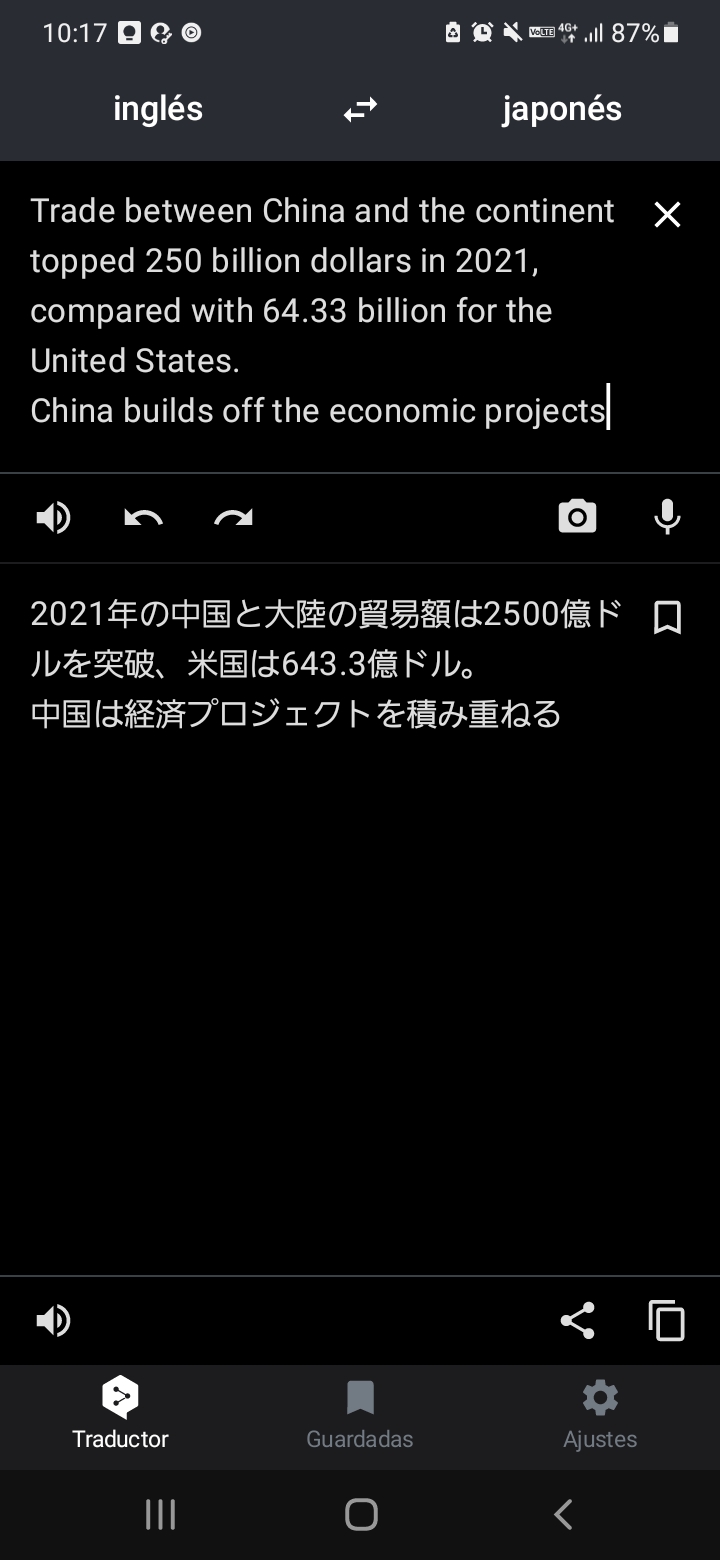 10:17
VoLTE 4G+ 87%
inglés japonés
Trade between China and the continent
topped 250 billion dollars in 2021,
compared with 64.33 billion for the
United States.
China builds off the economic projects
2021年の中国と大陸の貿易額は2500億ド
ルを突破、米国は643.3億ドル。
中国は経済プロジェクトを積み重ねる
Traductor Guardadas Ajustes